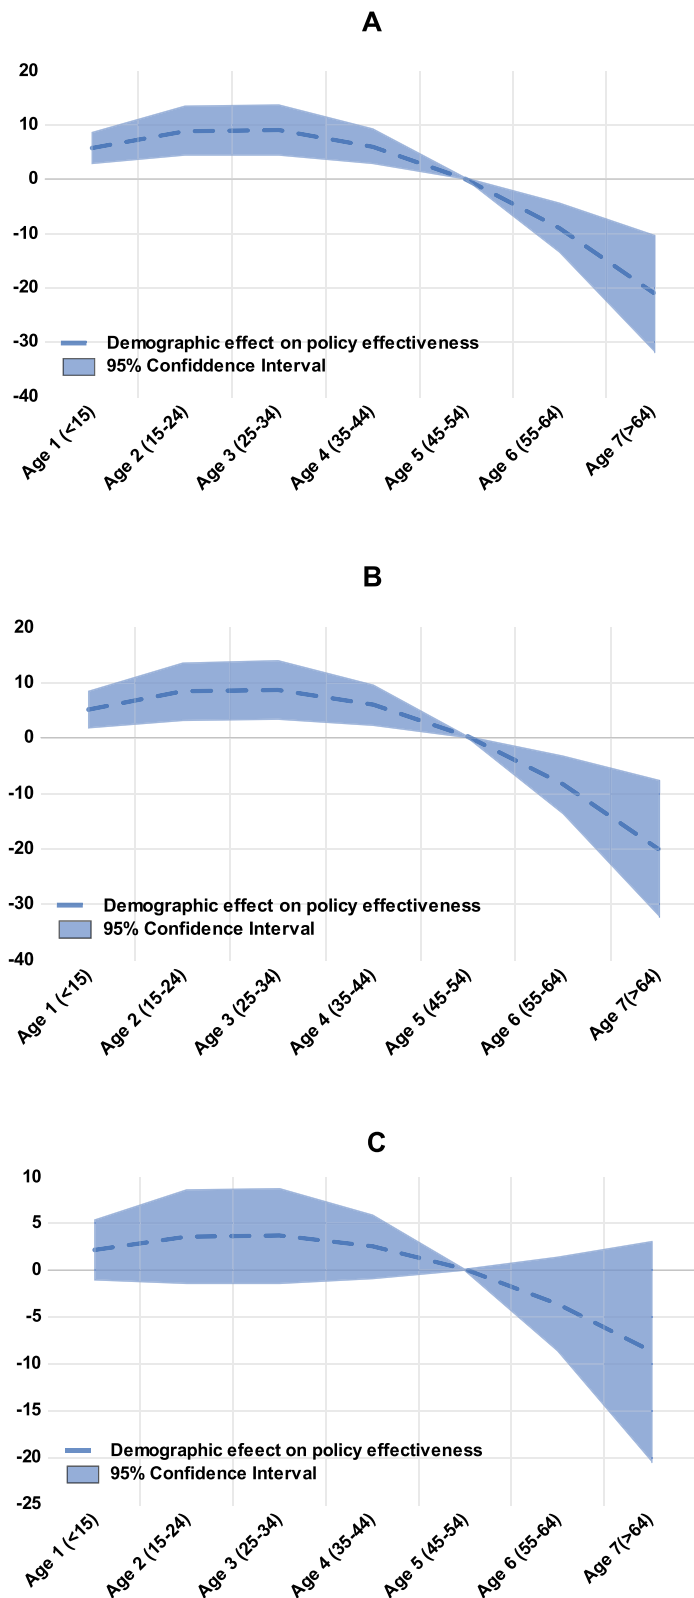 A
20
10
0
-10
-20
-30
-40
Demographic effect on policy effectiveness
95% Confiddence Interval
Age 1 (<15)
Age 2 (15-24)
Age 3 (25-34)
Age 4 (35-44)
Age 5 (45-54)
Age 6 (55-64)
Age 7(>64)
B
20
10
0
-10
-20
-30
-40
Demographic effect on policy effectiveness
95% Confidence Interval
Age 1 (<15)
Age 2 (15-24)
Age 3 (25-34)
Age 4 (35-44)
Age 5 (45-54)
Age 6 (55-64)
Age 7(>64)
C
10
5
0
-5
-10
-15
-20
-25
Demographic efeect on policy effectiveness
95% Confidence Interval
Age 1 (<15)
Age 2 (15-24)
Age 3 (25-34)
Age 4 (35-44)
Age 5 (45-54)
Age 6 (55-64)
Age 7(>64)